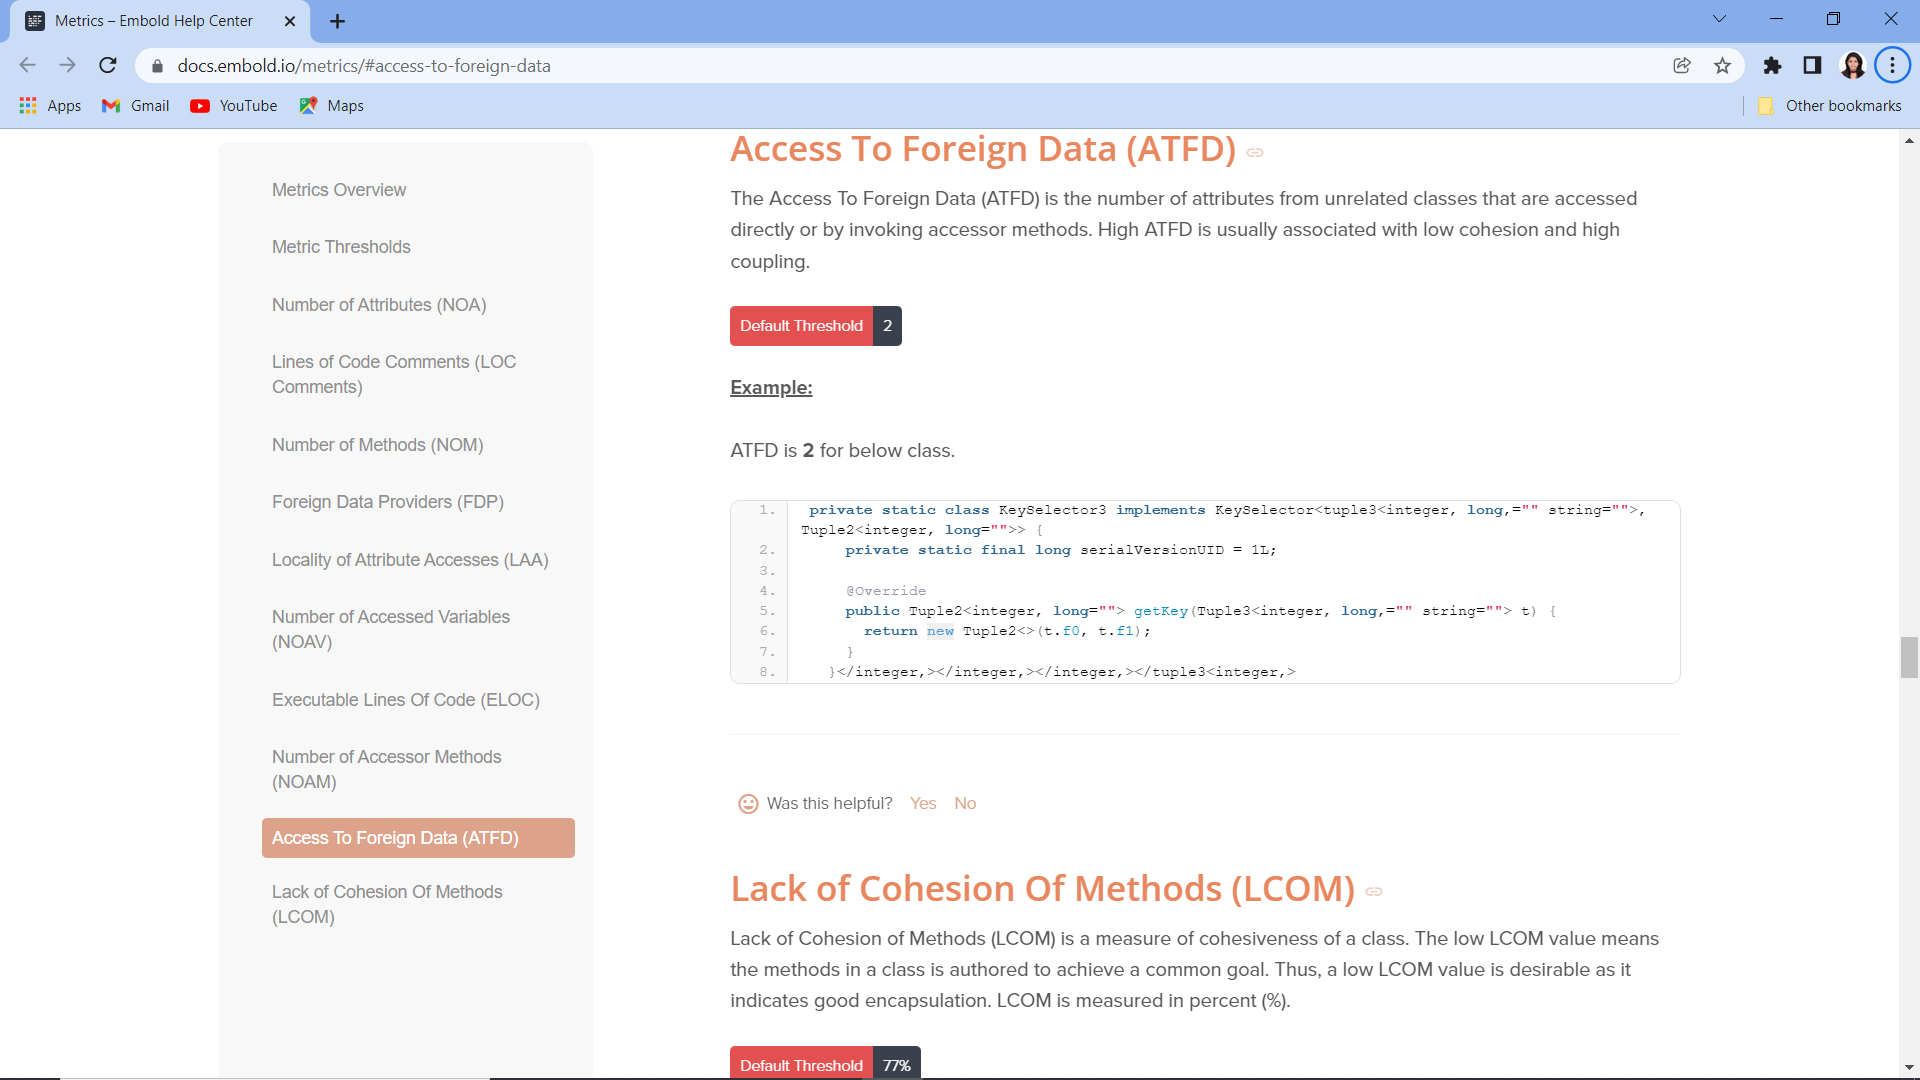 Metrics – Embold Help Center
docs.embold.io/metrics/#access-to-foreign-data
Apps Gmail YouTube Maps Other bookmarks
Metrics Overview
Metric Thresholds
Number of Attributes (NOA)
Lines of Code Comments (LOC
Comments)
Number of Methods (NOM)
Foreign Data Providers (FDP)
Locality of Attribute Accesses (LAA)
Number of Accessed Variables
(NOAV)
Executable Lines Of Code (ELOC)
Number of Accessor Methods
(NOAM)
Access To Foreign Data (ATFD)
Lack of Cohesion Of Methods
(LCOM)
Access To Foreign Data (ATFD)
The Access To Foreign Data (ATFD) is the number of attributes from unrelated classes that are accessed
directly or by invoking accessor methods. High ATFD is usually associated with low cohesion and high
coupling.
Default Threshold 2
Example:
ATFD is 2 for below class.
1. private static class KeySelector3 implements KeySelector<tuple3<integer, long,="" string="">,
Tuple2<integer, long="">> {
2. private static final long serialVersionUID = 1L;
3.
4. @Override
5. public Tuple2<integer, long=""> getKey(Tuple3<integer, long,="" string=""> t) {
6. return new Tuple2<>(t.f0, t.f1);
7. }
8. }</integer,></integer,></integer,></tuple3<integer,>
Was this helpful? Yes No
Lack of Cohesion Of Methods (LCOM)
Lack of Cohesion of Methods (LCOM) is a measure of cohesiveness of a class. The low LCOM value means
the methods in a class is authored to achieve a common goal. Thus, a low LCOM value is desirable as it
indicates good encapsulation. LCOM is measured in percent (%).
Default Threshold 77%